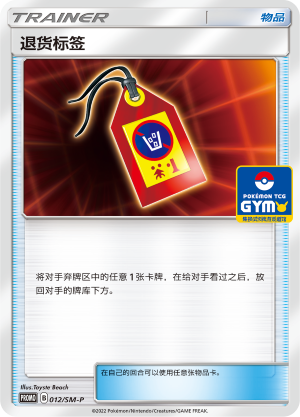 TRAINER
物品
退货标签
POKÉMON TCG
GYM
将对手弃牌区中的任意1张卡牌，在给对手看过之后，放
回对手的牌库下方。
在自己的回合可以使用任意张物品卡。
Illus.Toyste Beach
PROMO B 012/SM-P
©2022 Pokémon/Nintendo/Creatures/GAME FREAK.